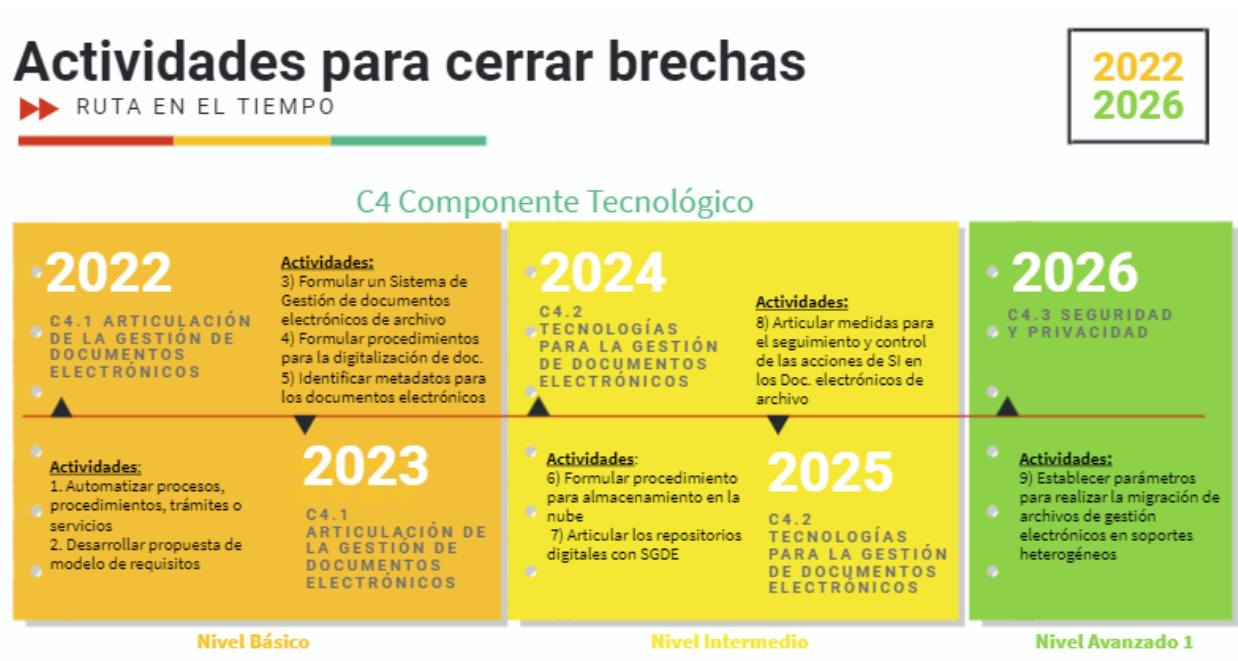 Actividades para cerrar brechas
RUTA EN EL TIEMPO
2022
2026
C4 Componente Tecnológico
2022
C4.1 ARTICULACIÓN
DE LA GESTIÓN DE
DOCUMENTOS
ELECTRÓNICOS
Actividades:
1. Automatizar procesos,
procedimientos, trámites o
servicios
2. Desarrollar propuesta de
modelo de requisitos
Actividades:
3) Formular un Sistema de
Gestión de documentos
electrónicos de archivo
4) Formular procedimientos
para la digitalización de doc.
5) Identificar metadatos para
los documentos electrónicos
2023
C4.1
ARTICULACIÓN DE
LA GESTIÓN DE
DOCUMENTOS
ELECTRÓNICOS
2024
C4.2
TECNOLOGÍAS
PARA LA GESTIÓN
DE DOCUMENTOS
ELECTRÓNICOS
Actividades:
6) Formular procedimiento
para almacenamiento en la
nube
7) Articular los repositorios
digitales con SGDE
Actividades:
8) Articular medidas para
el seguimiento y control
de las acciones de SI en
los Doc. electrónicos de
archivo
2025
C4.2
TECNOLOGÍAS
PARA LA GESTIÓN
DE DOCUMENTOS
ELECTRÓNICOS
2026
C4.3 SEGURIDAD
Y PRIVACIDAD
Actividades:
9) Establecer parámetros
para realizar la migración de
archivos de gestión
electrónicos en soportes
heterogéneos
Nivel Básico
Nivel Intermedio
Nivel Avanzado 1